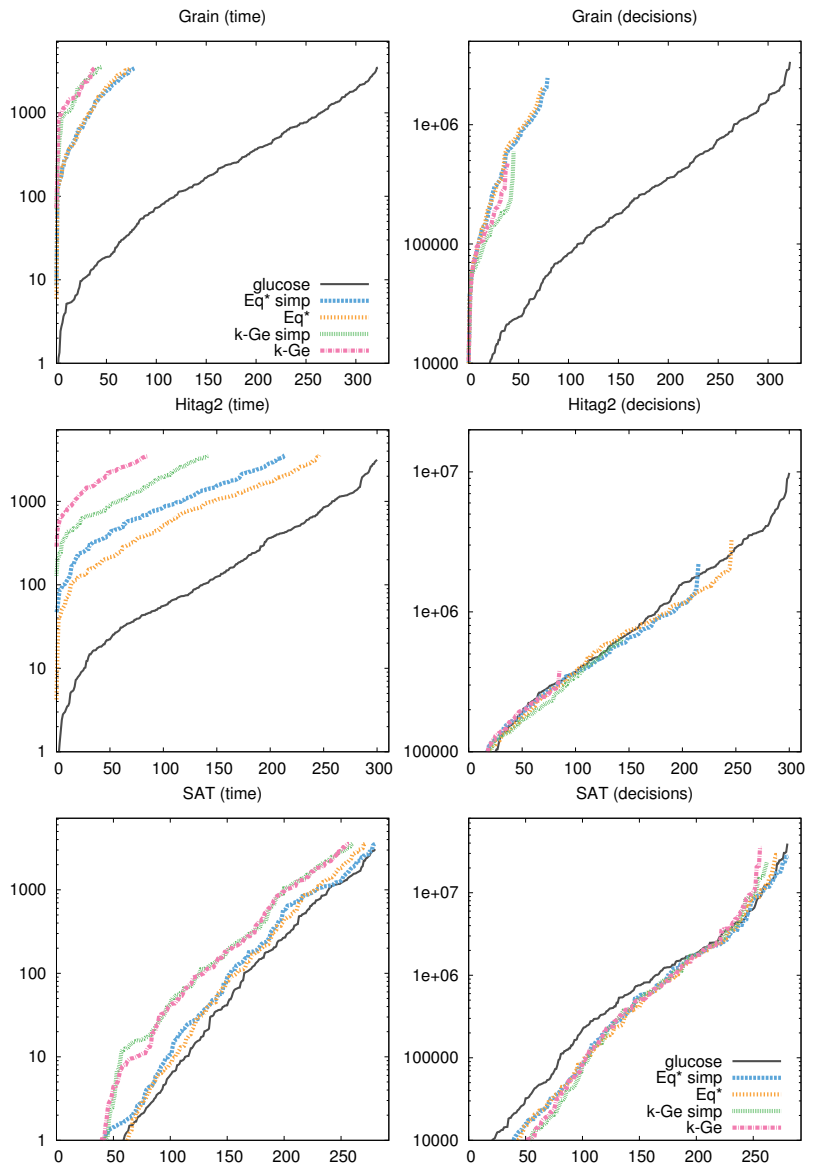 Grain (time)
Grain (decisions)
1000
100
10
1
glucose
Eq* simp
Eq*
k-Ge simp
k-Ge
0 50 100 150 200 250 300
1e+06
100000
10000
0 50 100 150 200 250 300
Hitag2 (time)
Hitag2 (decisions)
1000
100
10
1
0 50 100 150 200 250 300
1e+07
1e+06
100000
0 50 100 150 200 250 300
SAT (time)
SAT (decisions)
1000
100
10
1
0 50 100 150 200 250
1e+07
1e+06
100000
10000
glucose
Eq* simp
Eq*
k-Ge simp
k-Ge
0 50 100 150 200 250